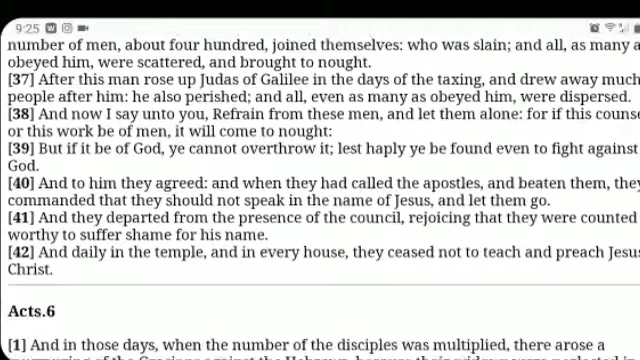 9:25
number of men, about four hundred, joined themselves: who was slain; and all, as many a
obeyed him, were scattered, and brought to nought.
[37] After this man rose up Judas of Galilee in the days of the taxing, and drew away much
people after him: he also perished; and all, even as many as obeyed him, were dispersed.
[38] And now I say unto you, Refrain from these men, and let them alone: for if this counse
or this work be of men, it will come to nought:
[39] But if it be of God, ye cannot overthrow it; lest haply ye be found even to fight against
God.
[40] And to him they agreed: and when they had called the apostles, and beaten them, they
commanded that they should not speak in the name of Jesus, and let them go.
[41] And they departed from the presence of the council, rejoicing that they were counted
worthy to suffer shame for his name.
[42] And daily in the temple, and in every house, they ceased not to teach and preach Jesu
Christ.
Acts.6
[1] And in those days, when the number of the disciples was multiplied, there arose a